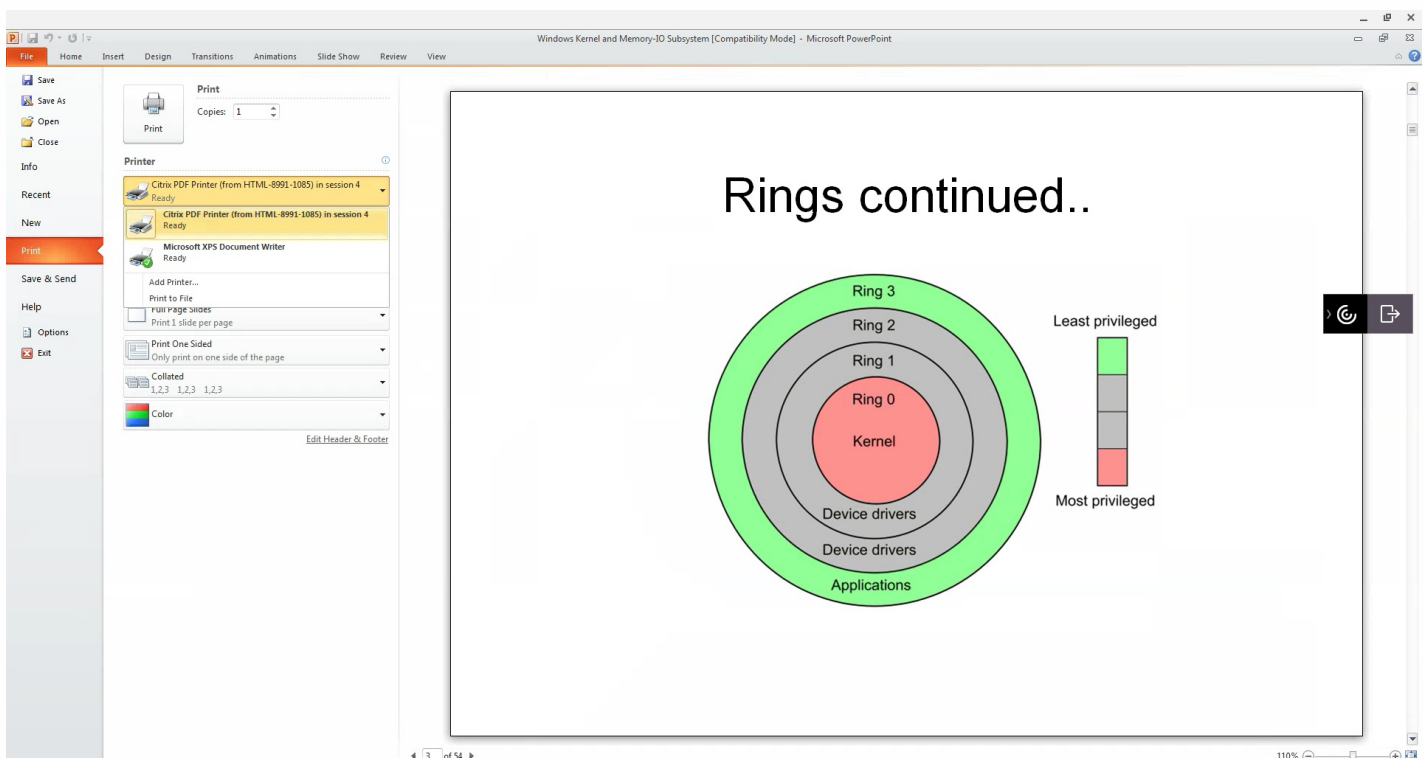 Windows Kernel and Memory-IO Subsystem [Compatibility Mode] - Microsoft PowerPoint
File Home Insert Design Transitions Animations Slide Show Review View
Save
Save As
Open
Close
Info
Recent
New
Print
Save & Send
Help
Options
Exit
Print
Print
Copies: 1
Printer
Citrix PDF Printer (from HTML-8991-1085) in session 4
Ready
Citrix PDF Printer (from HTML-8991-1085) in session 4
Ready
Microsoft XPS Document Writer
Ready
Add Printer...
Print to File
Full Page Slides
Print 1 slide per page
Print One Sided
Only print on one side of the page
Collated
1,2,3 1,2,3 1,2,3
Color
Edit Header & Footer
Rings continued..
Ring 3
Ring 2
Ring 1
Ring 0
Kernel
Device drivers
Device drivers
Applications
Least privileged
Most privileged
3 of 54
110%